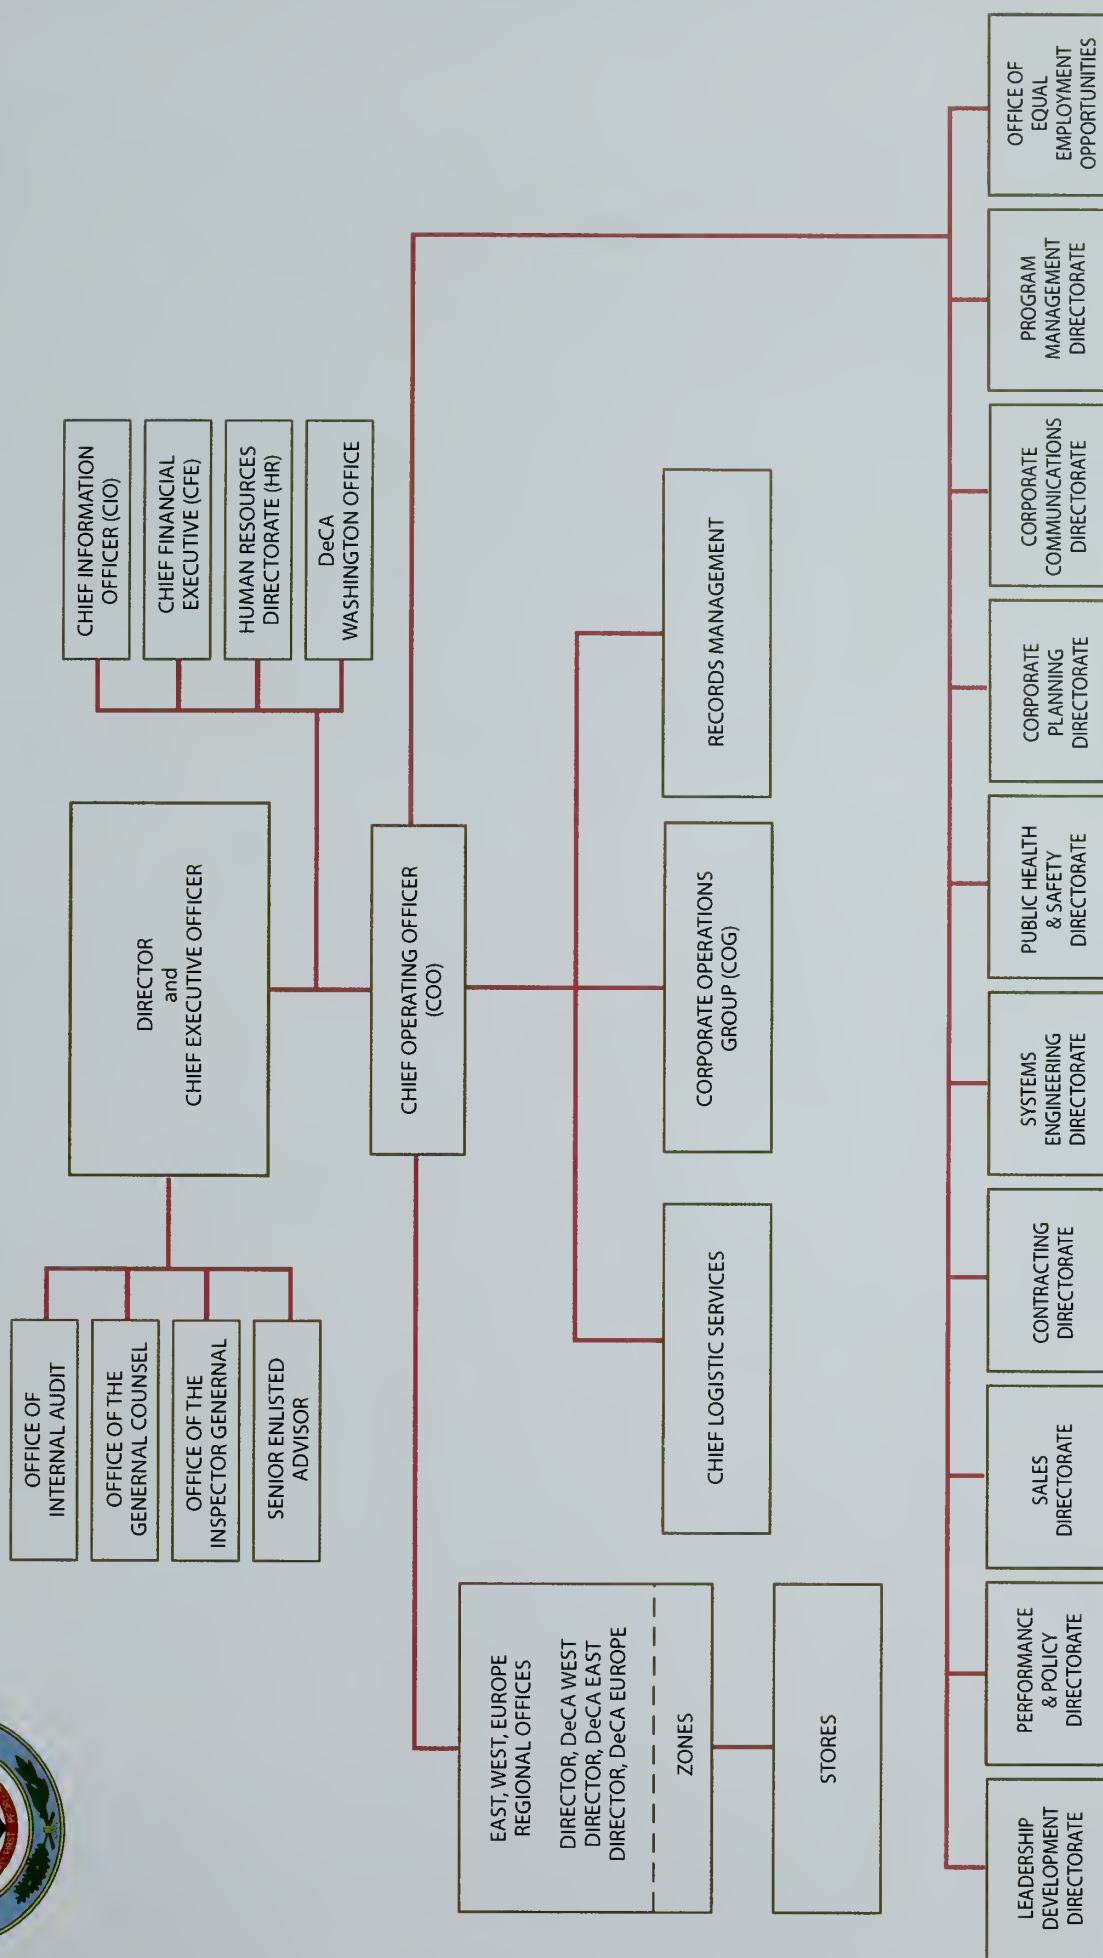 OFFICE OF
INTERNAL AUDIT
OFFICE OF THE
GENERNAL COUNSEL
OFFICE OF THE
INSPECTOR GENERNAL
SENIOR ENLISTED
ADVISOR
DIRECTOR
and
CHIEF EXECUTIVE OFFICER
CHIEF INFORMATION
OFFICER (CIO)
CHIEF FINANCIAL
EXECUTIVE (CFE)
HUMAN RESOURCES
DIRECTORATE (HR)
DeCA
WASHINGTON OFFICE
CHIEF OPERATING OFFICER
(COO)
EAST, WEST, EUROPE
REGIONAL OFFICES
DIRECTOR, DeCA WEST
DIRECTOR, DeCA EAST
DIRECTOR, DeCA EUROPE
ZONES
STORES
CHIEF LOGISTIC SERVICES
CORPORATE OPERATIONS
GROUP (COG)
RECORDS MANAGEMENT
LEADERSHIP
DEVELOPMENT
DIRECTORATE
PERFORMANCE
& POLICY
DIRECTORATE
SALES
DIRECTORATE
CONTRACTING
DIRECTORATE
SYSTEMS
ENGINEERING
DIRECTORATE
PUBLIC HEALTH
& SAFETY
DIRECTORATE
CORPORATE
PLANNING
DIRECTORATE
CORPORATE
COMMUNICATIONS
DIRECTORATE
PROGRAM
MANAGEMENT
DIRECTORATE
OFFICE OF
EQUAL
EMPLOYMENT
OPPORTUNITIES